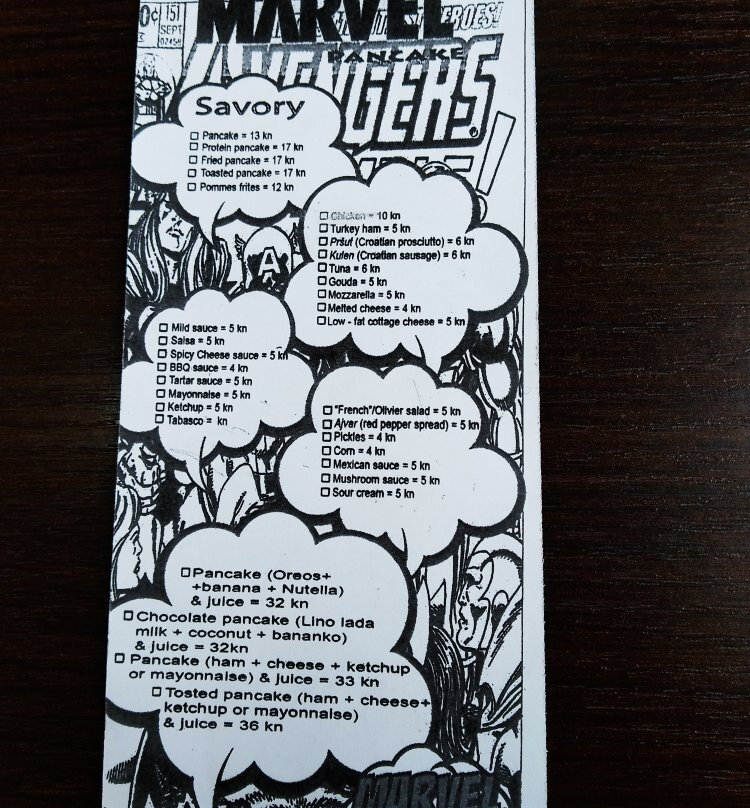 151
SEPT
02458
MARVEL
PANCAKE
AVENGERS
Savory
Pancake = 13 kn
Protein pancake = 17 kn
Fried pancake = 17 kn
Toasted pancake = 17 kn
Pommes frites = 12 kn
Chicken = 10 kn
Turkey ham = 5 kn
Pršut (Croatian prosciutto) = 6 kn
Kulen (Croatian sausage) = 6 kn
Tuna = 6 kn
Gouda = 5 kn
Mozzarella = 5 kn
Melted cheese = 4 kn
Low - fat cottage cheese = 5 kn
Mild sauce = 5 kn
Salsa = 5 kn
Spicy Cheese sauce = 5 kn
BBQ sauce = 4 kn
Tartar sauce = 5 kn
Mayonnaise = 5 kn
Ketchup = 5 kn
Tabasco = kn
"French"/Olivier salad = 5 kn
Ajvar (red pepper spread) = 5 kn
Pickles = 4 kn
Corn = 4 kn
Mexican sauce = 5 kn
Mushroom sauce = 5 kn
Sour cream = 5 kn
Pancake (Oreos+
+banana + Nutella)
& juice = 32 kn
Chocolate pancake (Lino lada
milk + coconut + bananko)
& juice = 32kn
Pancake (ham + cheese + ketchup
or mayonnaise) & juice = 33 kn
Tosted pancake (ham + cheese+
ketchup or mayonnaise)
& juice = 36 kn
MARVEL